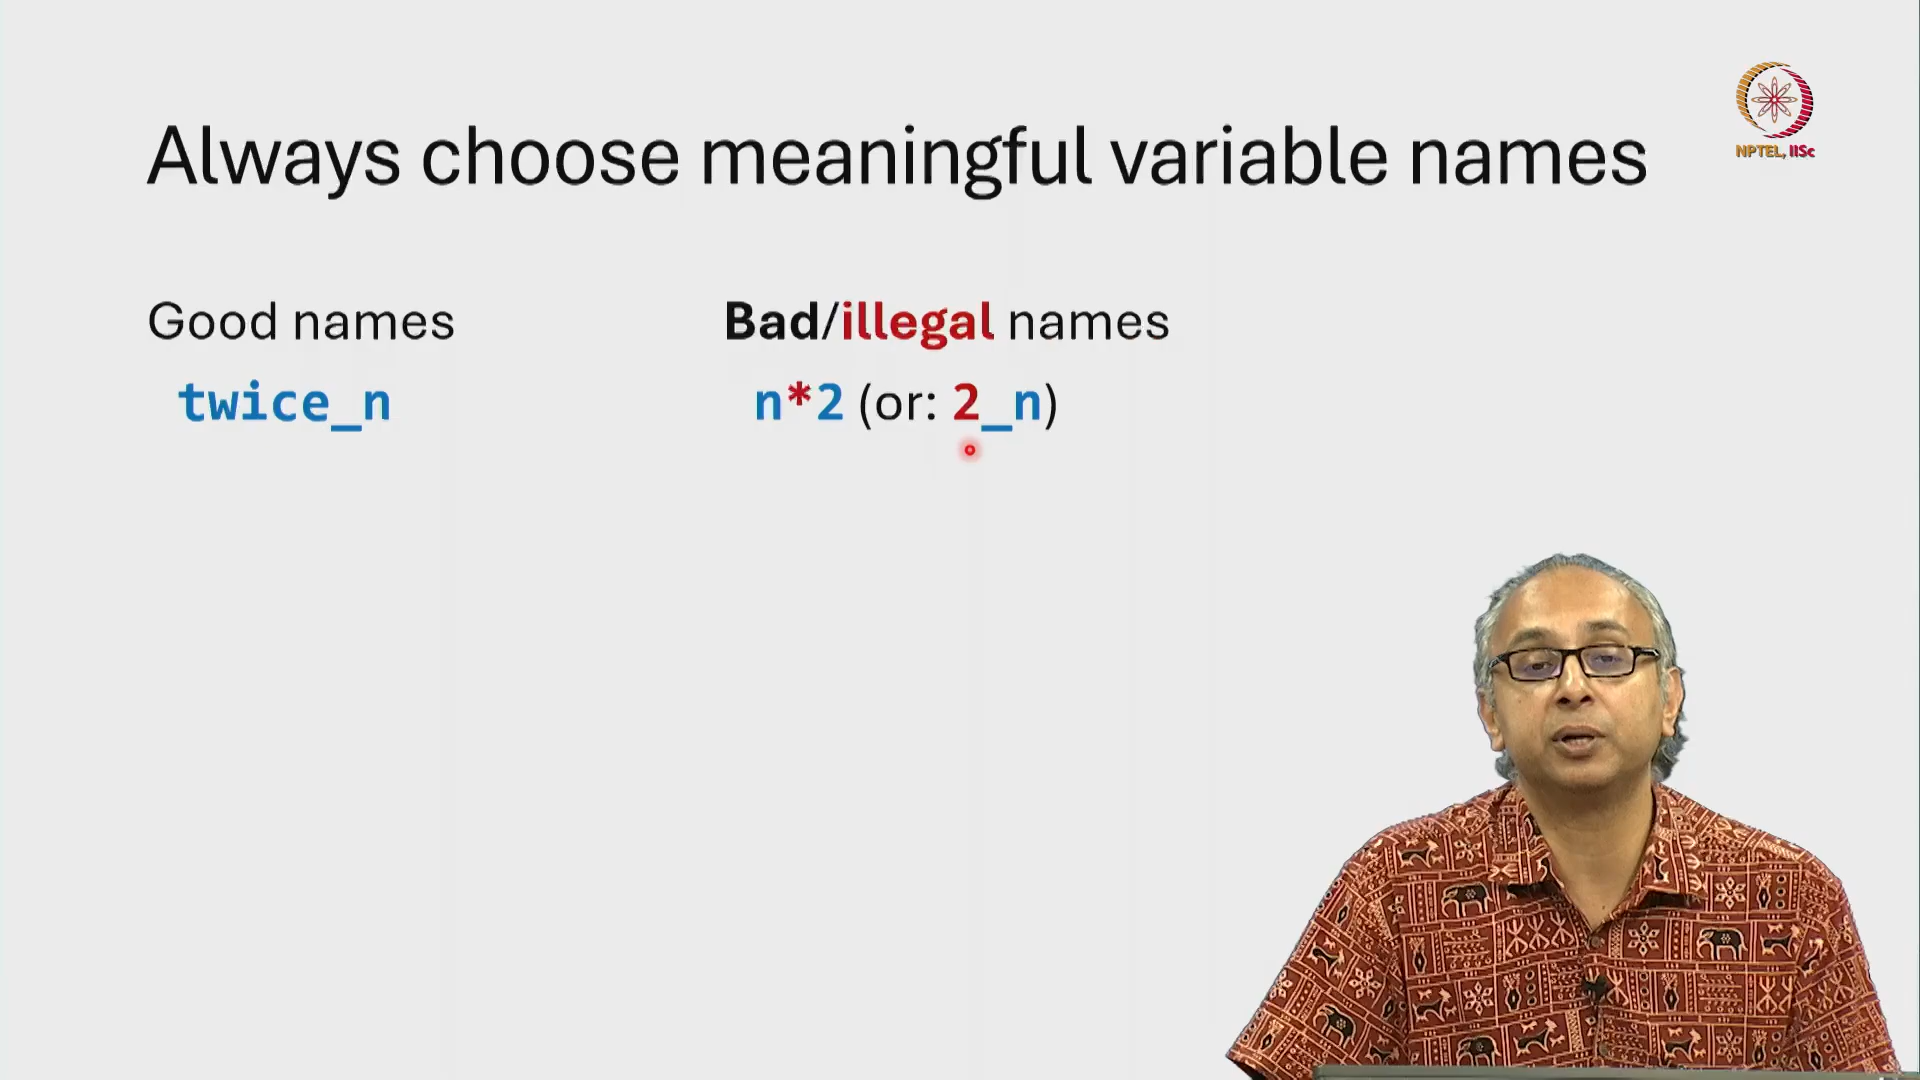 Always choose meaningful variable names
NPTEL, IISc
Good names
Bad/illegal names
twice_n
n*2 (or: 2_n)